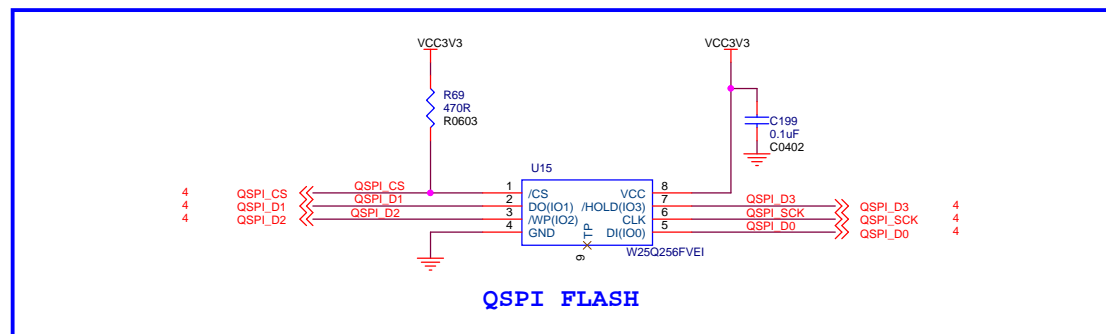 VCC3V3
VCC3V3
R69
470R
R0603
C199
0.1uF
C0402
U15
4 QSPI_CS QSPI_CS 1 /CS VCC 8
4 QSPI_D1 QSPI_D1 2 DO(IO1) /HOLD(IO3) 7 QSPI_D3 QSPI_D3 4
4 QSPI_D2 QSPI_D2 3 /WP(IO2) CLK 6 QSPI_SCK QSPI_SCK 4
4 GND DI(IO0) 5 QSPI_D0 QSPI_D0 4
9 TP
W25Q256FVEI
QSPI FLASH